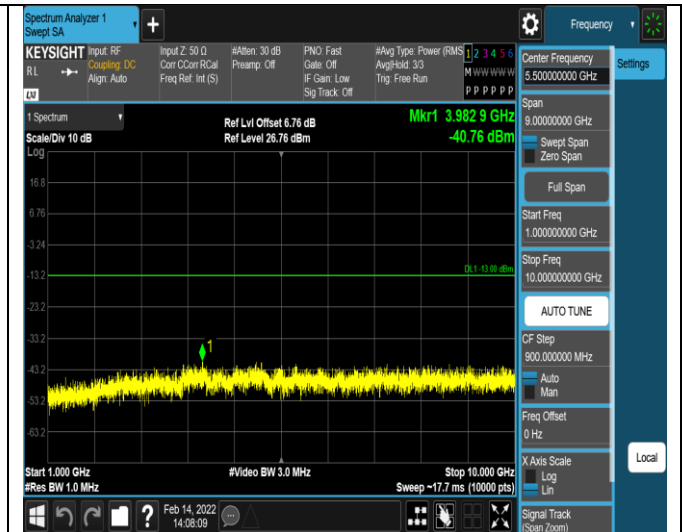 Spectrum Analyzer 1
Swept SA
Frequency
KEYSIGHT
RL
LXI
Input: RF
Coupling: DC
Align: Auto
Input Z: 50 Ω
Corr CCorr RCal
Freq Ref: Int (S)
#Atten: 30 dB
Preamp: Off
PNO: Fast
Gate: Off
IF Gain: Low
Sig Track: Off
#Avg Type: Power (RMS
Avg|Hold: 3/3
Trig: Free Run
1 2 3 4 5 6
M W W W W W
P P P P P P
1 Spectrum
Scale/Div 10 dB
Log
Ref Lvl Offset 6.76 dB
Ref Level 26.76 dBm
Mkr1 3.982 9 GHz
-40.76 dBm
16.8
6.76
-3.24
-13.2
-23.2
-33.2
-43.2
-53.2
-63.2
DL1 -13.00 dBm
1
Start 1.000 GHz
#Res BW 1.0 MHz
#Video BW 3.0 MHz
Stop 10.000 GHz
Sweep ~17.7 ms (10000 pts)
Feb 14, 2022
14:08:09
Center Frequency
5.50000000 GHz
Span
9.00000000 GHz
Swept Span
Zero Span
Full Span
Start Freq
1.000000000 GHz
Stop Freq
10.000000000 GHz
AUTO TUNE
CF Step
900.000000 MHz
Auto
Man
Freq Offset
0 Hz
X Axis Scale
Log
Lin
Signal Track
(Span Zoom)
Settings
Local